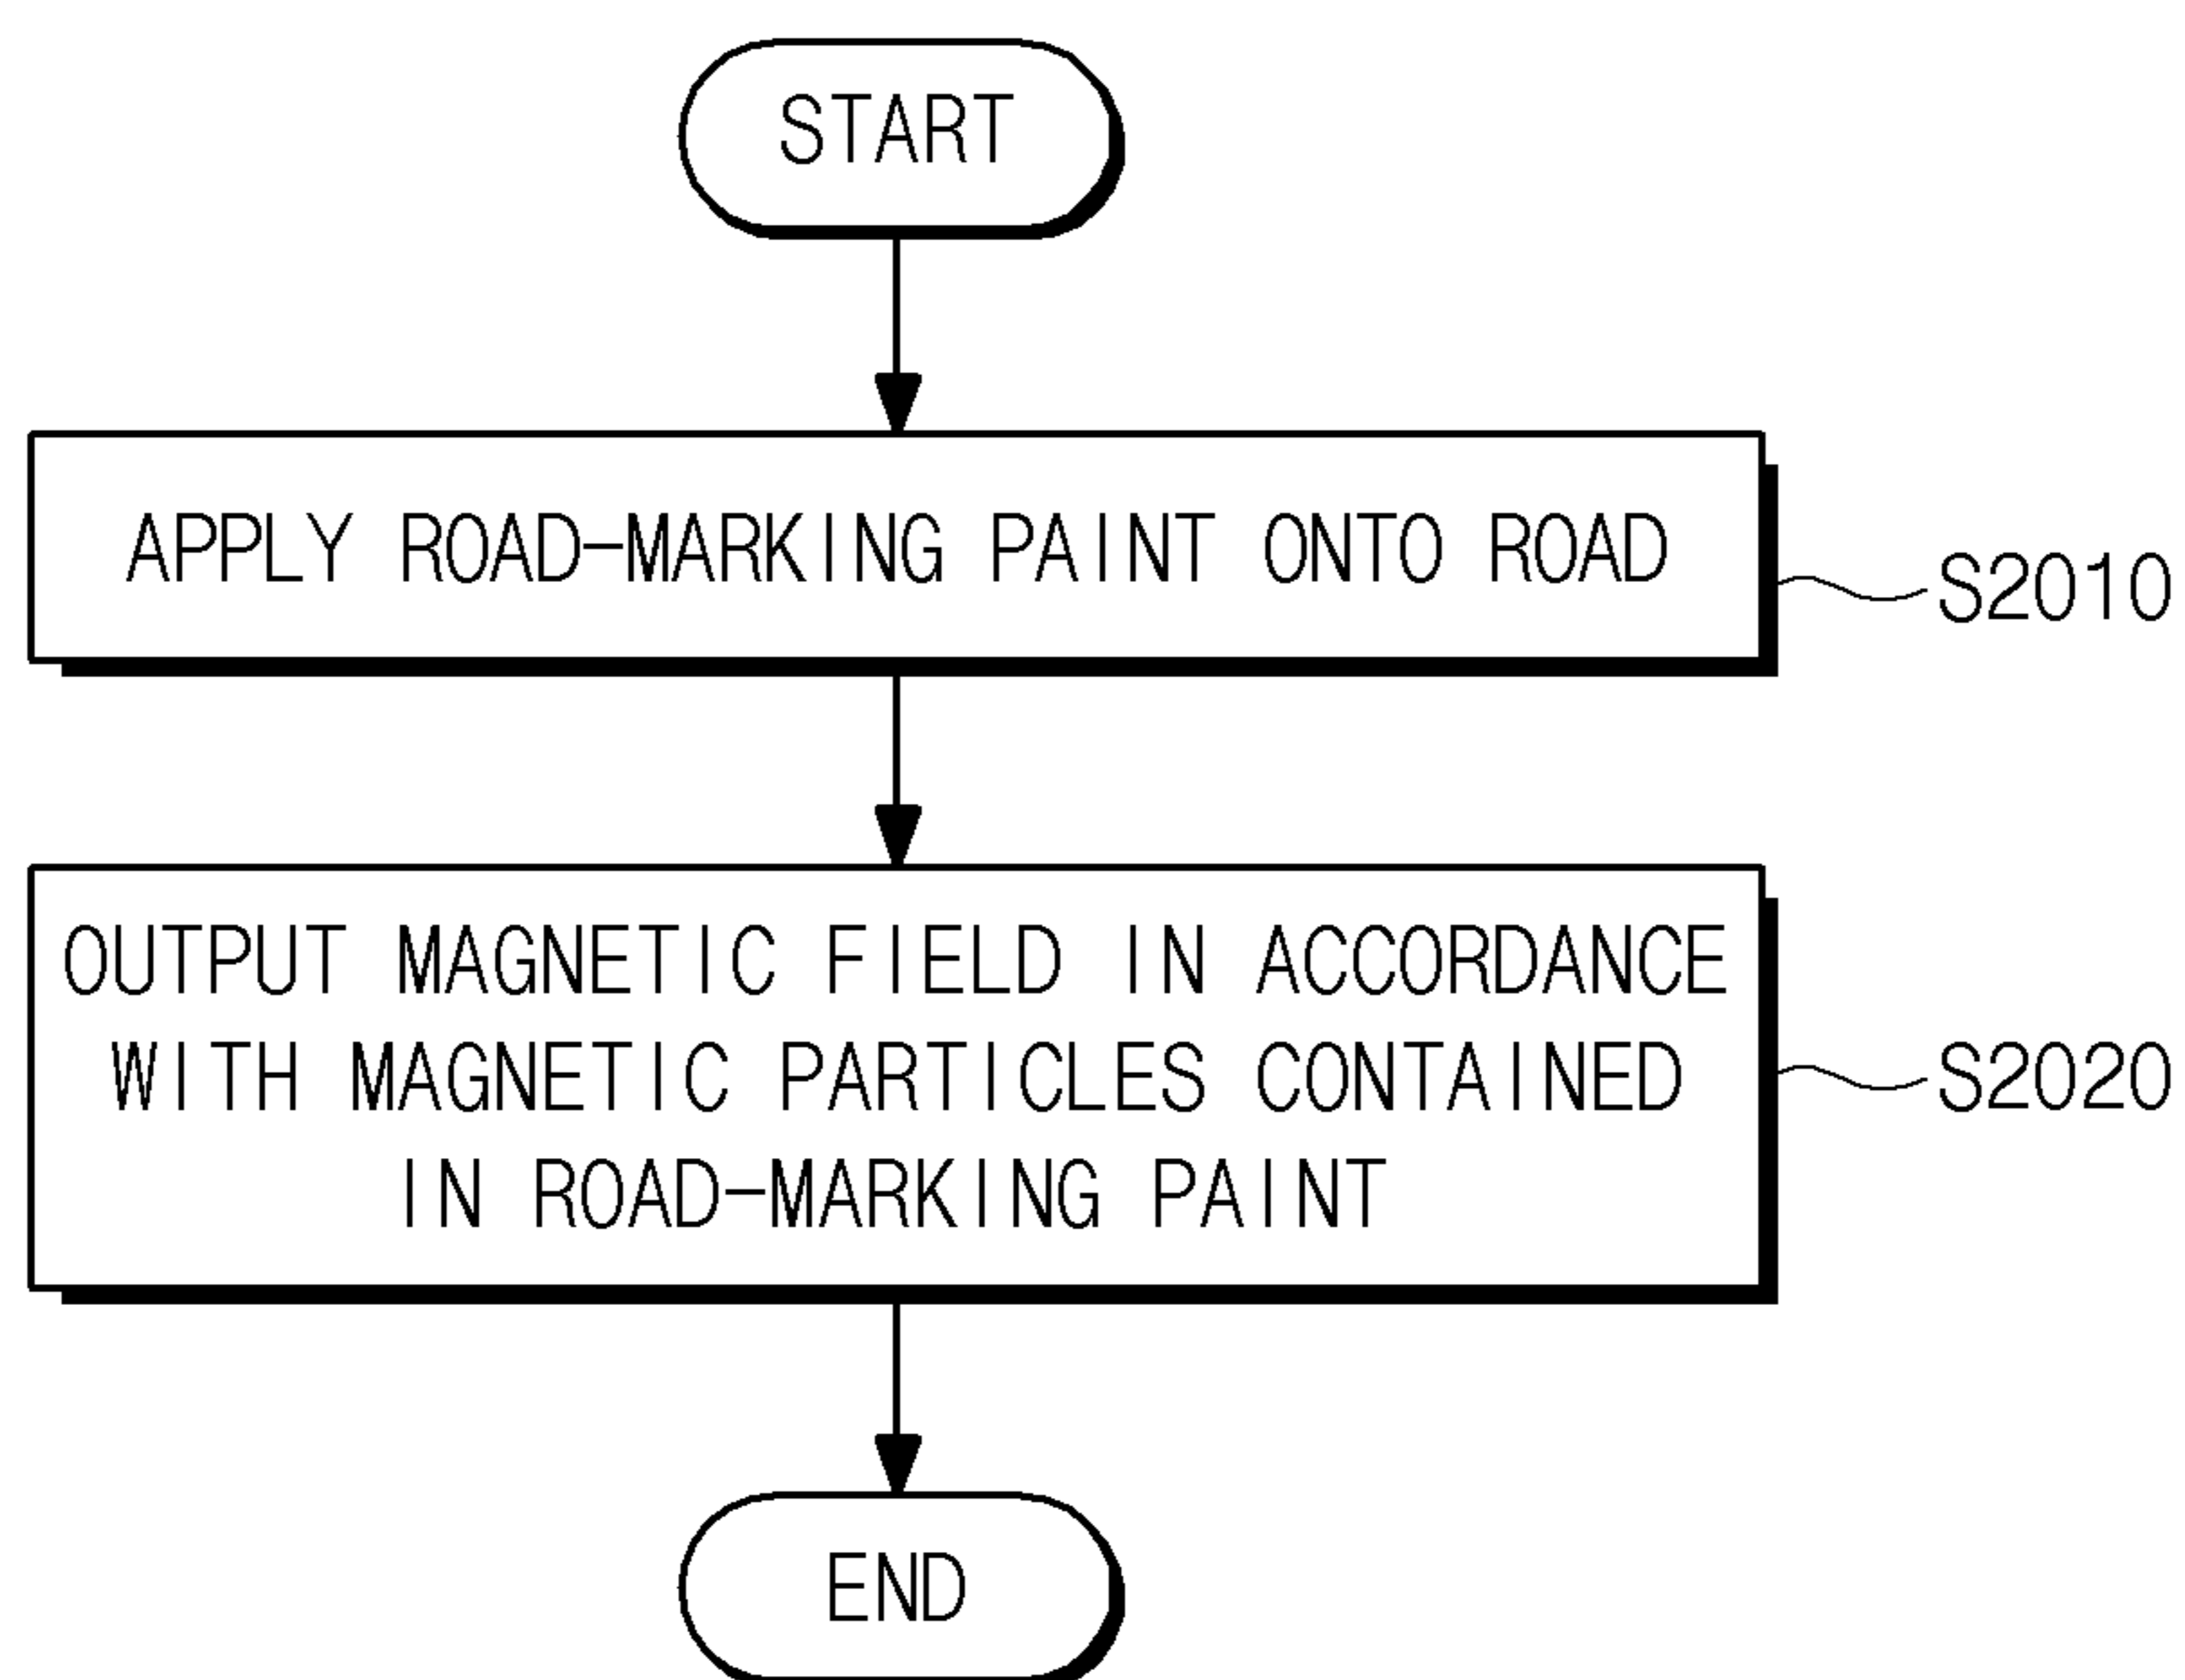 START
APPLY ROAD-MARKING PAINT ONTO ROAD
S2010
OUTPUT MAGNETIC FIELD IN ACCORDANCE
WITH MAGNETIC PARTICLES CONTAINED
IN ROAD-MARKING PAINT
S2020
END